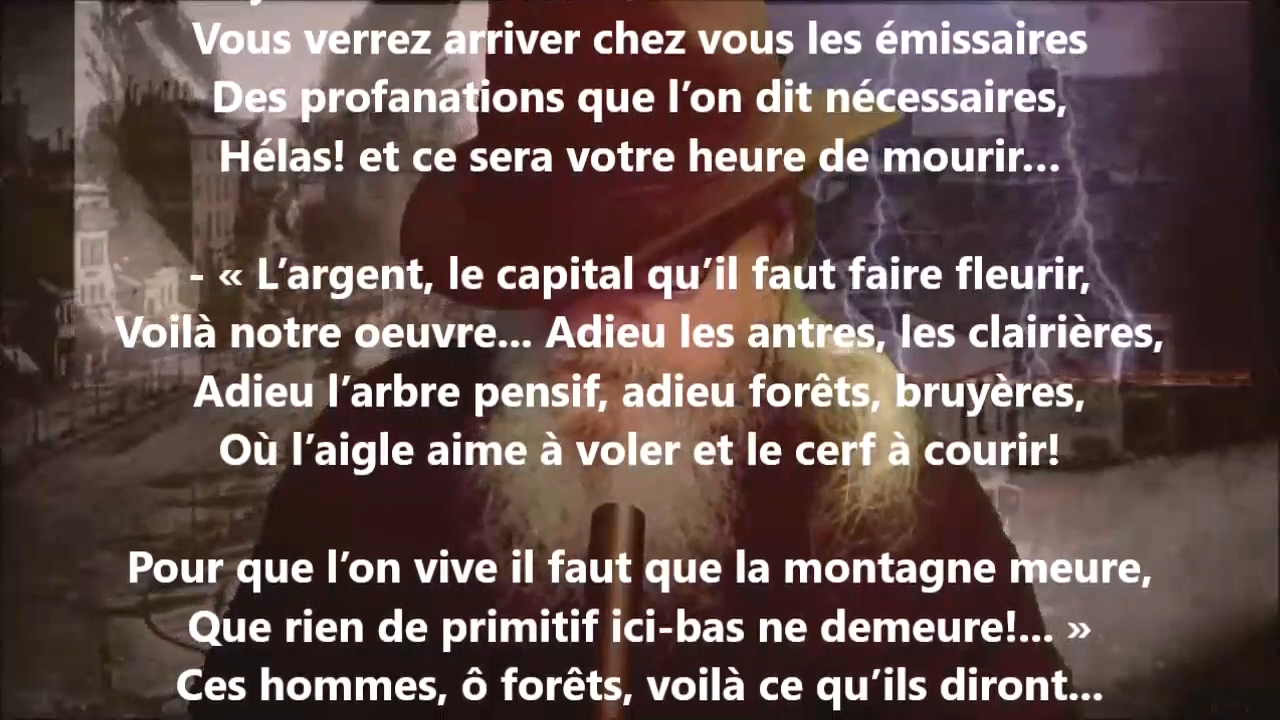 Vous verrez arriver chez vous les émissaires
Des profanations que l’on dit nécessaires,
Hélas! et ce sera votre heure de mourir...
- « L’argent, le capital qu’il faut faire fleurir,
Voilà notre oeuvre... Adieu les antres, les clairières,
Adieu l’arbre pensif, adieu forêts, bruyères,
Où l’aigle aime à voler et le cerf à courir!
Pour que l’on vive il faut que la montagne meure,
Que rien de primitif ici-bas ne demeure!... »
Ces hommes, ô forêts, voilà ce qu’ils diront...